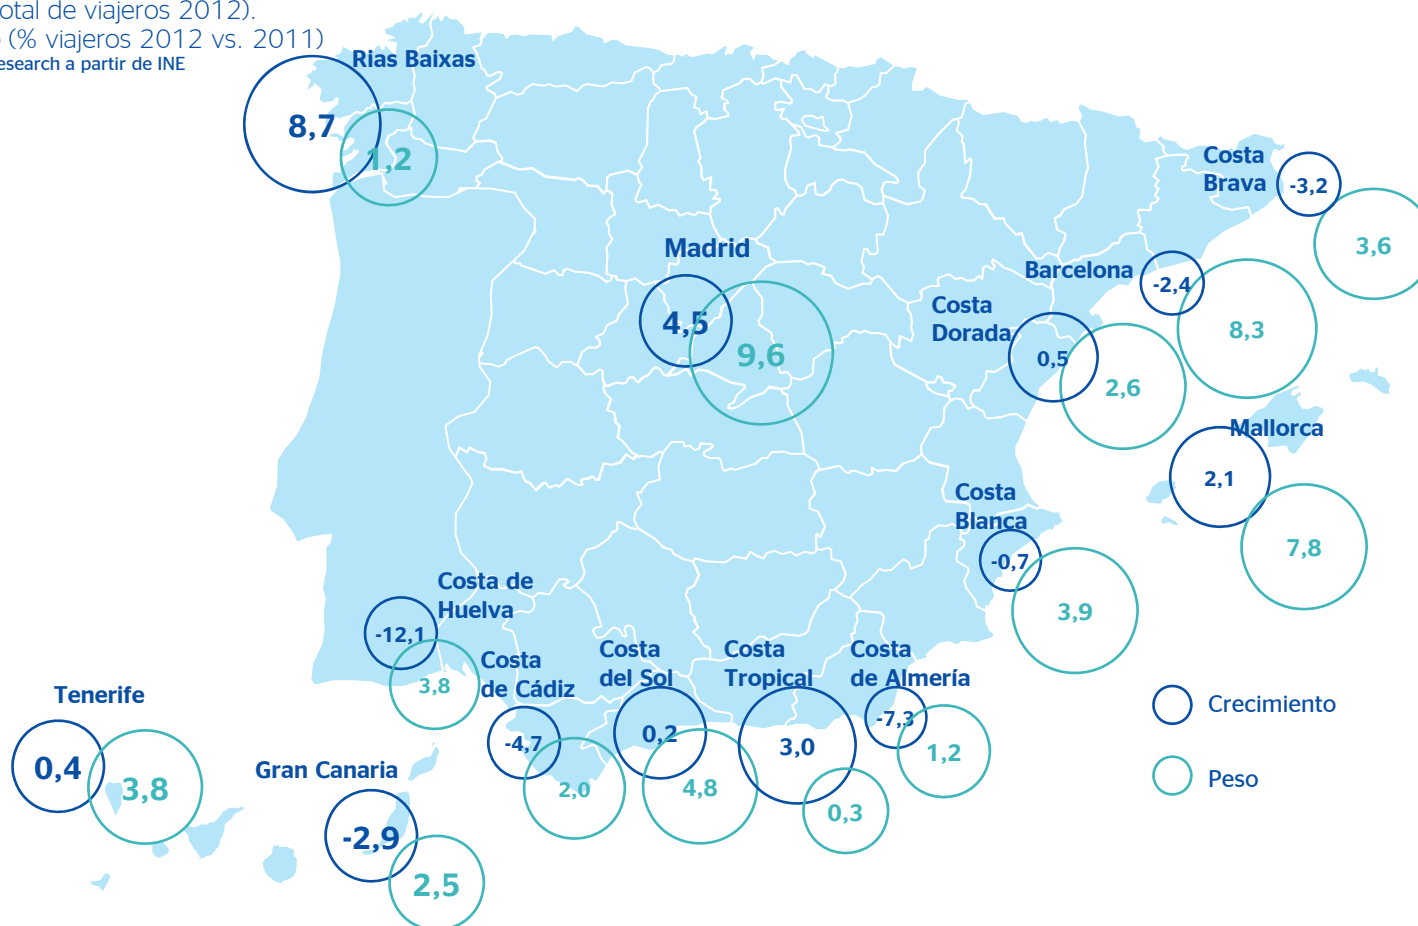 otal de viajeros 2012).
(% viajeros 2012 vs. 2011)
esearch a partir de INE
Rias Baixas
8,7
1,2
Costa
Brava
-3,2
3,6
Madrid
4,5
9,6
Barcelona
-2,4
8,3
Costa
Dorada
0,5
2,6
Mallorca
2,1
7,8
Costa
Blanca
-0,7
3,9
Costa de
Huelva
-12,1
3,8
Costa
de Cádiz
-4,7
2,0
Costa
del Sol
0,2
4,8
Costa
Tropical
3,0
0,3
Costa
de Almería
-7,3
1,2
Tenerife
0,4
3,8
Gran Canaria
-2,9
2,5
Crecimiento
Peso